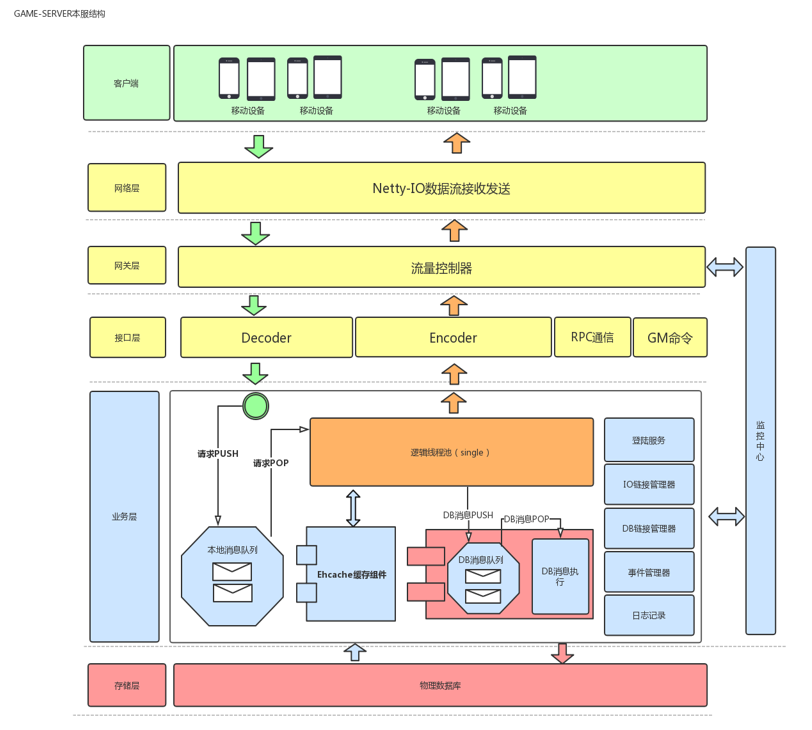 GAME-SERVER本服结构
客户端
移动设备
移动设备
移动设备
移动设备
网络层
Netty-IO数据流接收发送
网关层
流量控制器
接口层
Decoder
Encoder
RPC通信
GM命令
监控中心
业务层
请求PUSH
请求POP
逻辑线程池（single）
登陆服务
IO链接管理器
DB链接管理器
事件管理器
日志记录
DB消息PUSH
DB消息POP
本地消息队列
Ehcache缓存组件
DB消息队列
DB消息执
行
存储层
物理数据库